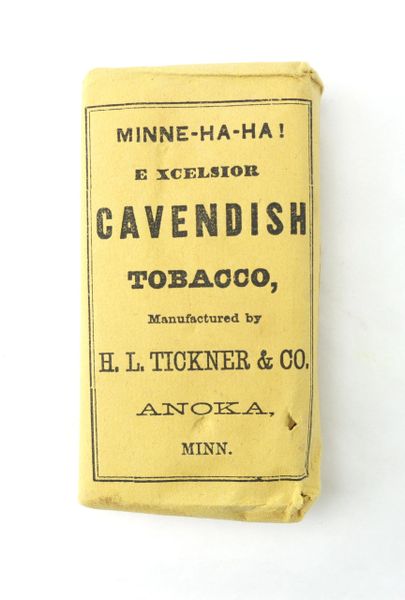 MINNE-HA-HA!
E XCELSIOR
CAVENDISH
TOBACCO,
Manufactured by
H. L. TICKNER & CO.
ANOKA,
MINN.